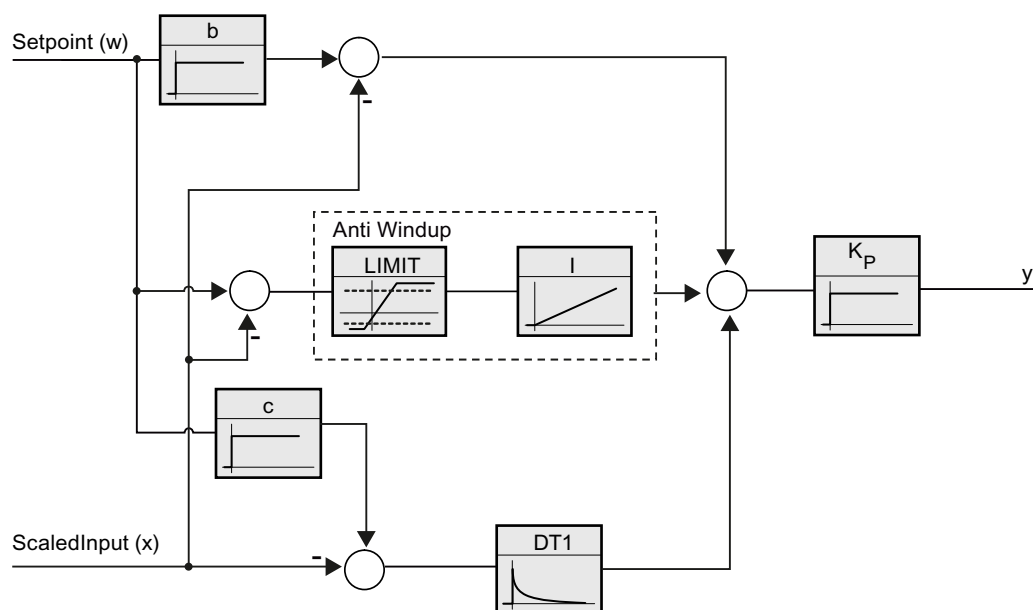 Setpoint (w)
b
-
Anti Windup
LIMIT
I
K_P
y
-
c
ScaledInput (x)
-
DT1